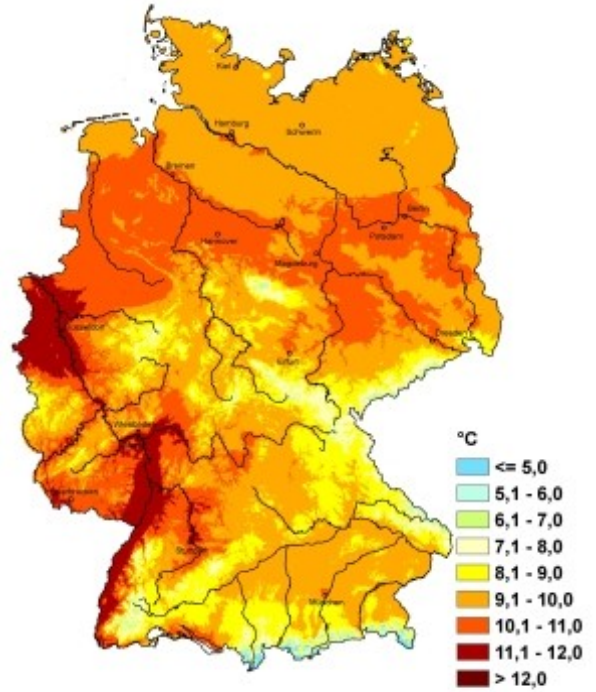 Kiel
Hamburg
Schwerin
Bremen
Berlin
Hannover
Potsdam
Magdeburg
Düsseldorf
Dresden
Erfurt
Wiesbaden
°C
<= 5,0
5,1 - 6,0
6,1 - 7,0
7,1 - 8,0
8,1 - 9,0
9,1 - 10,0
10,1 - 11,0
11,1 - 12,0
> 12,0
Stuttgart
München